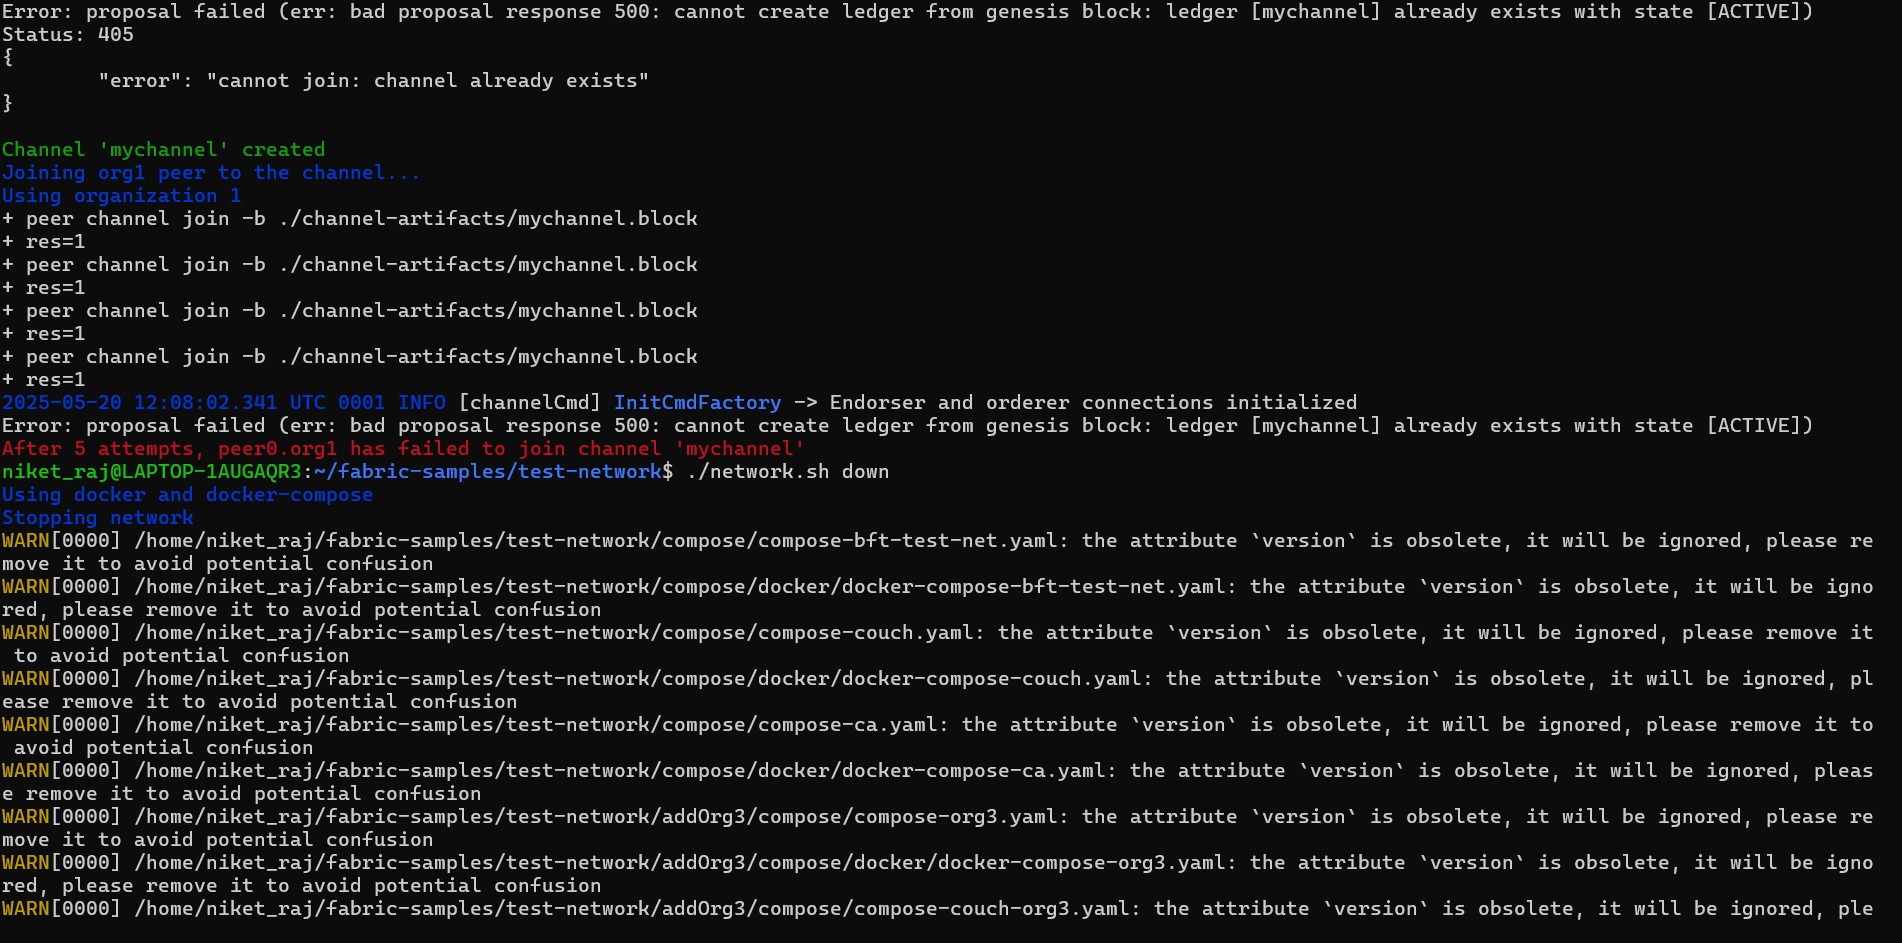 Error: proposal failed (err: bad proposal response 500: cannot create ledger from genesis block: ledger [mychannel] already exists with state [ACTIVE])
Status: 405
{
        "error": "cannot join: channel already exists"
}
Channel 'mychannel' created
Joining org1 peer to the channel...
Using organization 1
+ peer channel join -b ./channel-artifacts/mychannel.block
+ res=1
+ peer channel join -b ./channel-artifacts/mychannel.block
+ res=1
+ peer channel join -b ./channel-artifacts/mychannel.block
+ res=1
+ peer channel join -b ./channel-artifacts/mychannel.block
+ res=1
2025-05-20 12:08:02.341 UTC 0001 INFO [channelCmd] InitCmdFactory -> Endorser and orderer connections initialized
Error: proposal failed (err: bad proposal response 500: cannot create ledger from genesis block: ledger [mychannel] already exists with state [ACTIVE])
After 5 attempts, peer0.org1 has failed to join channel 'mychannel'
niket_raj@LAPTOP-1AUGAQR3:~/fabric-samples/test-network$ ./network.sh down
Using docker and docker-compose
Stopping network
WARN[0000] /home/niket_raj/fabric-samples/test-network/compose/compose-bft-test-net.yaml: the attribute `version` is obsolete, it will be ignored, please re
move it to avoid potential confusion
WARN[0000] /home/niket_raj/fabric-samples/test-network/compose/docker/docker-compose-bft-test-net.yaml: the attribute `version` is obsolete, it will be igno
red, please remove it to avoid potential confusion
WARN[0000] /home/niket_raj/fabric-samples/test-network/compose/compose-couch.yaml: the attribute `version` is obsolete, it will be ignored, please remove it
 to avoid potential confusion
WARN[0000] /home/niket_raj/fabric-samples/test-network/compose/docker/docker-compose-couch.yaml: the attribute `version` is obsolete, it will be ignored, pl
ease remove it to avoid potential confusion
WARN[0000] /home/niket_raj/fabric-samples/test-network/compose/compose-ca.yaml: the attribute `version` is obsolete, it will be ignored, please remove it to
 avoid potential confusion
WARN[0000] /home/niket_raj/fabric-samples/test-network/compose/docker/docker-compose-ca.yaml: the attribute `version` is obsolete, it will be ignored, pleas
e remove it to avoid potential confusion
WARN[0000] /home/niket_raj/fabric-samples/test-network/addOrg3/compose/compose-org3.yaml: the attribute `version` is obsolete, it will be ignored, please re
move it to avoid potential confusion
WARN[0000] /home/niket_raj/fabric-samples/test-network/addOrg3/compose/docker/docker-compose-org3.yaml: the attribute `version` is obsolete, it will be igno
red, please remove it to avoid potential confusion
WARN[0000] /home/niket_raj/fabric-samples/test-network/addOrg3/compose/compose-couch-org3.yaml: the attribute `version` is obsolete, it will be ignored, ple